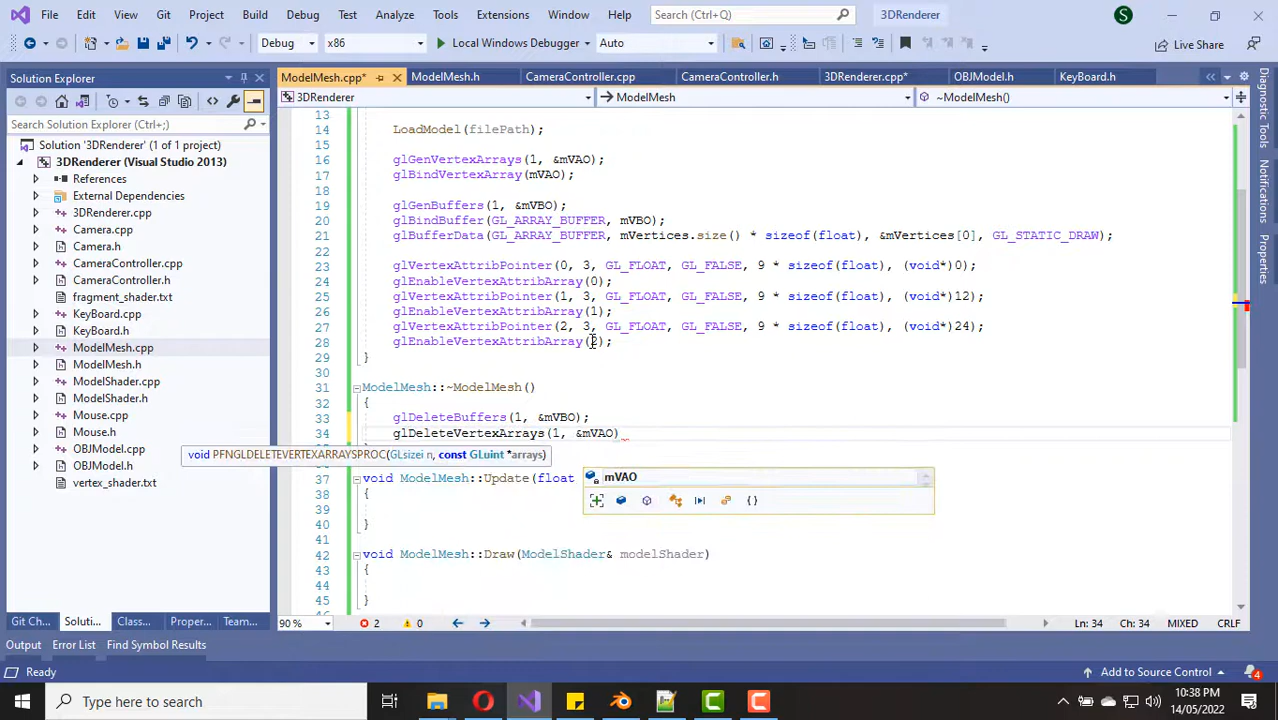 File Edit View Git Project Build Debug Test Analyze Tools Extensions Window Help Search (Ctrl+Q) 3DRenderer S
Debug x86 Local Windows Debugger Auto Live Share
Solution Explorer
Search Solution Explorer (Ctrl+;)
Solution '3DRenderer' (1 of 1 project)
3DRenderer (Visual Studio 2013)
References
External Dependencies
3DRenderer.cpp
Camera.cpp
Camera.h
CameraController.cpp
CameraController.h
fragment_shader.txt
KeyBoard.cpp
KeyBoard.h
ModelMesh.cpp
ModelMesh.h
ModelShader.cpp
ModelShader.h
Mouse.cpp
Mouse.h
OBJModel.cpp
OBJModel.h
vertex_shader.txt
Git Ch... Soluti... Class... Proper... Team...
ModelMesh.cpp* ModelMesh.h CameraController.cpp CameraController.h 3DRenderer.cpp* OBJModel.h KeyBoard.h
3DRenderer ModelMesh ~ModelMesh()
13
14 LoadModel(filePath);
15
16 glGenVertexArrays(1, &mVAO);
17 glBindVertexArray(mVAO);
18
19 glGenBuffers(1, &mVBO);
20 glBindBuffer(GL_ARRAY_BUFFER, mVBO);
21 glBufferData(GL_ARRAY_BUFFER, mVertices.size() * sizeof(float), &mVertices[0], GL_STATIC_DRAW);
22
23 glVertexAttribPointer(0, 3, GL_FLOAT, GL_FALSE, 9 * sizeof(float), (void*)0);
24 glEnableVertexAttribArray(0);
25 glVertexAttribPointer(1, 3, GL_FLOAT, GL_FALSE, 9 * sizeof(float), (void*)12);
26 glEnableVertexAttribArray(1);
27 glVertexAttribPointer(2, 3, GL_FLOAT, GL_FALSE, 9 * sizeof(float), (void*)24);
28 glEnableVertexAttribArray(2);
29 }
30
31 ModelMesh::~ModelMesh()
32 {
33 glDeleteBuffers(1, &mVBO);
34 glDeleteVertexArrays(1, &mVAO)
void PFNGLDELETEVERTEXARRAYSPROC(GLsizei n, const GLuint *arrays)
mVAO
37 void ModelMesh::Update(float
38 {
39
40 }
41
42 void ModelMesh::Draw(ModelShader& modelShader)
43 {
44
45 }
90 % 2 0 Ln: 34 Ch: 34 MIXED CRLF
Diagnostic Tools
Notifications
Properties
Output Error List Find Symbol Results
Ready Add to Source Control 4
Type here to search
10:38 PM
14/05/2022